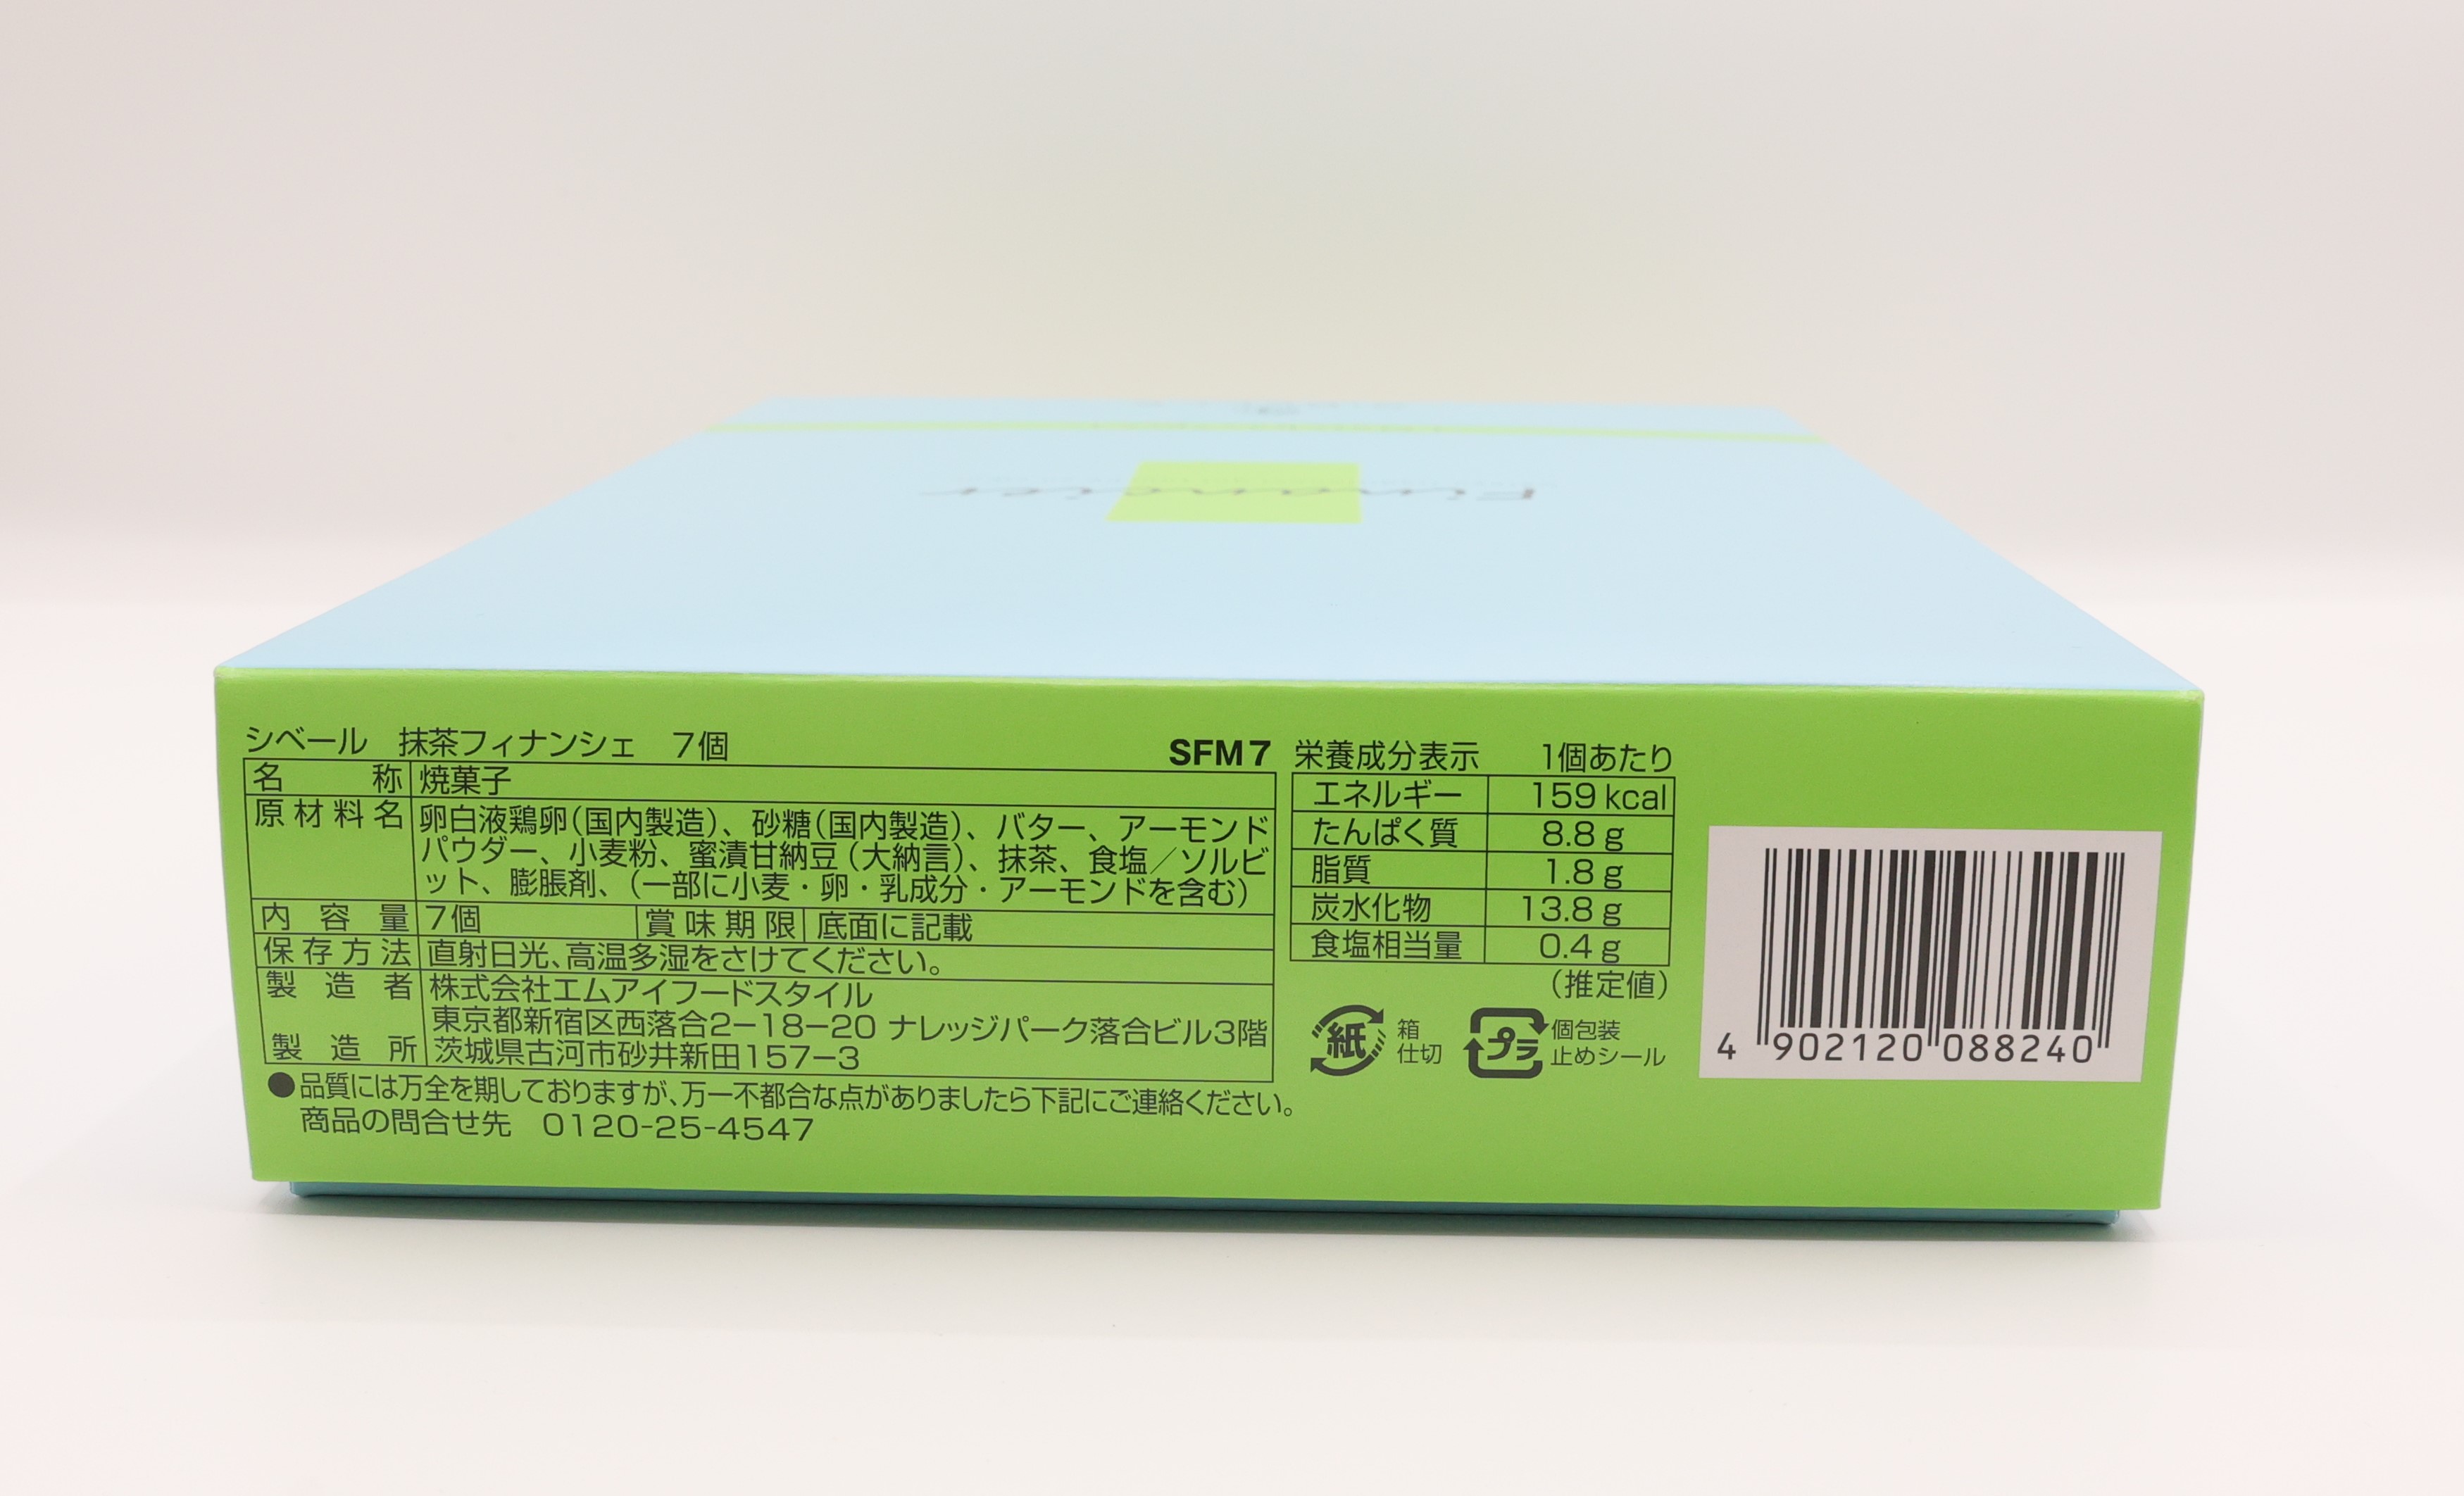 Financier
シベール 抹茶フィナンシェ 7個 SFM7
名称 焼菓子
原材料名 卵白液鶏卵(国内製造)、砂糖(国内製造)、バター、アーモンド
パウダー、小麦粉、蜜漬甘納豆(大納言)、抹茶、食塩/ソルビ
ット、膨脹剤、(一部に小麦・卵・乳成分・アーモンドを含む)
内容量 7個 賞味期限 底面に記載
保存方法 直射日光、高温多湿をさけてください。
製造者 株式会社エムアイフードスタイル
東京都新宿区西落合2-18-20 ナレッジパーク落合ビル3階
製造所 茨城県古河市砂井新田157-3
●品質には万全を期しておりますが、万一不都合な点がありましたら下記にご連絡ください。
商品の問合せ先 0120-25-4547
栄養成分表示 1個あたり
エネルギー 159 kcal
たんぱく質 8.8 g
脂質 1.8 g
炭水化物 13.8 g
食塩相当量 0.4 g
(推定値)
紙 箱
仕切
プラ 個包装
止めシール
4 902120 088240